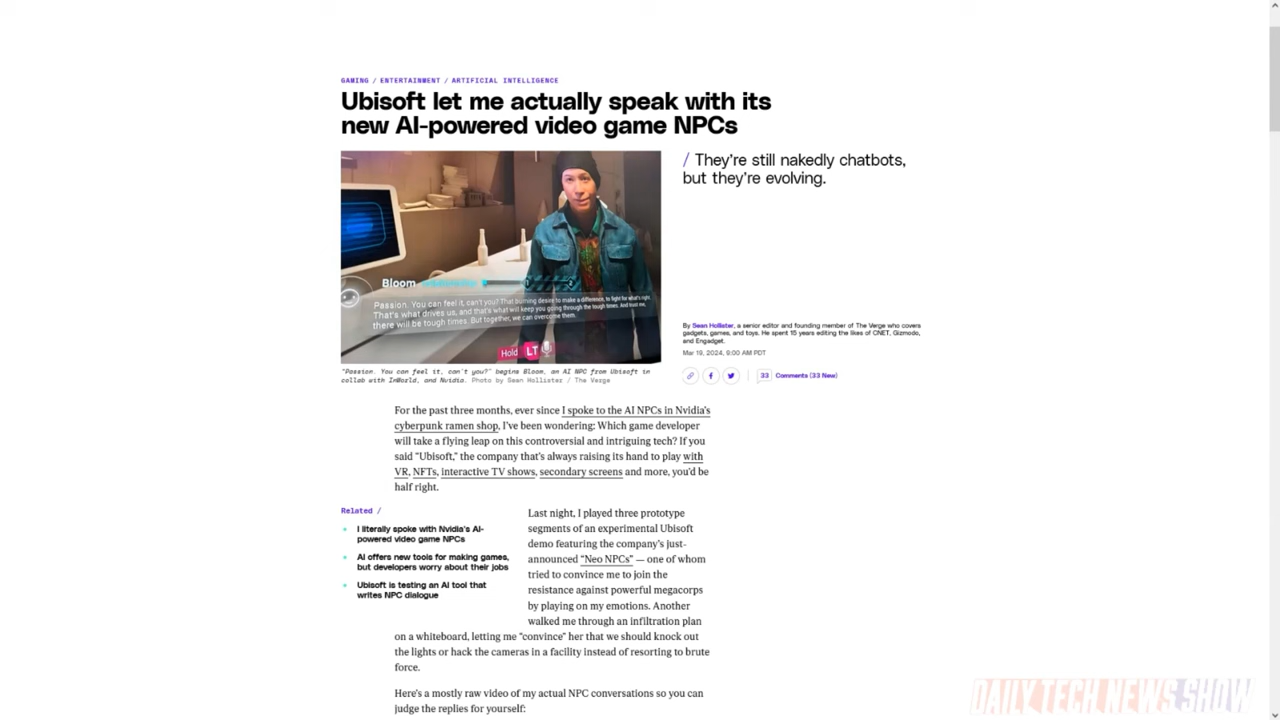 GAMING / ENTERTAINMENT / ARTIFICIAL INTELLIGENCE
Ubisoft let me actually speak with its
new AI-powered video game NPCs
/ They're still nakedly chatbots,
but they're evolving.
Bloom
Passion. You can feel it, can't you? That burning desire to make a difference, to fight for what's right.
That's what drives us, and that's what will keep you going through the tough times. And trust me,
there will be tough times. But together, we can overcome them.
Hold LT
"Passion. You can feel it, can't you?" begins Bloom, an AI NPC from Ubisoft in
collab with InWorld, and Nvidia. Photo by Sean Hollister / The Verge
By Sean Hollister, a senior editor and founding member of The Verge who covers
gadgets, games, and toys. He spent 15 years editing the likes of CNET, Gizmodo,
and Engadget.
Mar 19, 2024, 9:00 AM PDT
33 Comments (33 New)
For the past three months, ever since I spoke to the AI NPCs in Nvidia's
cyberpunk ramen shop, I've been wondering: Which game developer
will take a flying leap on this controversial and intriguing tech? If you
said "Ubisoft," the company that's always raising its hand to play with
VR, NFTs, interactive TV shows, secondary screens and more, you'd be
half right.
Related /
I literally spoke with Nvidia's AI-
powered video game NPCs
AI offers new tools for making games,
but developers worry about their jobs
Ubisoft is testing an AI tool that
writes NPC dialogue
Last night, I played three prototype
segments of an experimental Ubisoft
demo featuring the company's just-
announced "Neo NPCs" — one of whom
tried to convince me to join the
resistance against powerful megacorps
by playing on my emotions. Another
walked me through an infiltration plan
on a whiteboard, letting me "convince" her that we should knock out
the lights or hack the cameras in a facility instead of resorting to brute
force.
Here's a mostly raw video of my actual NPC conversations so you can
judge the replies for yourself:
DAILY TECH NEWS SHOW